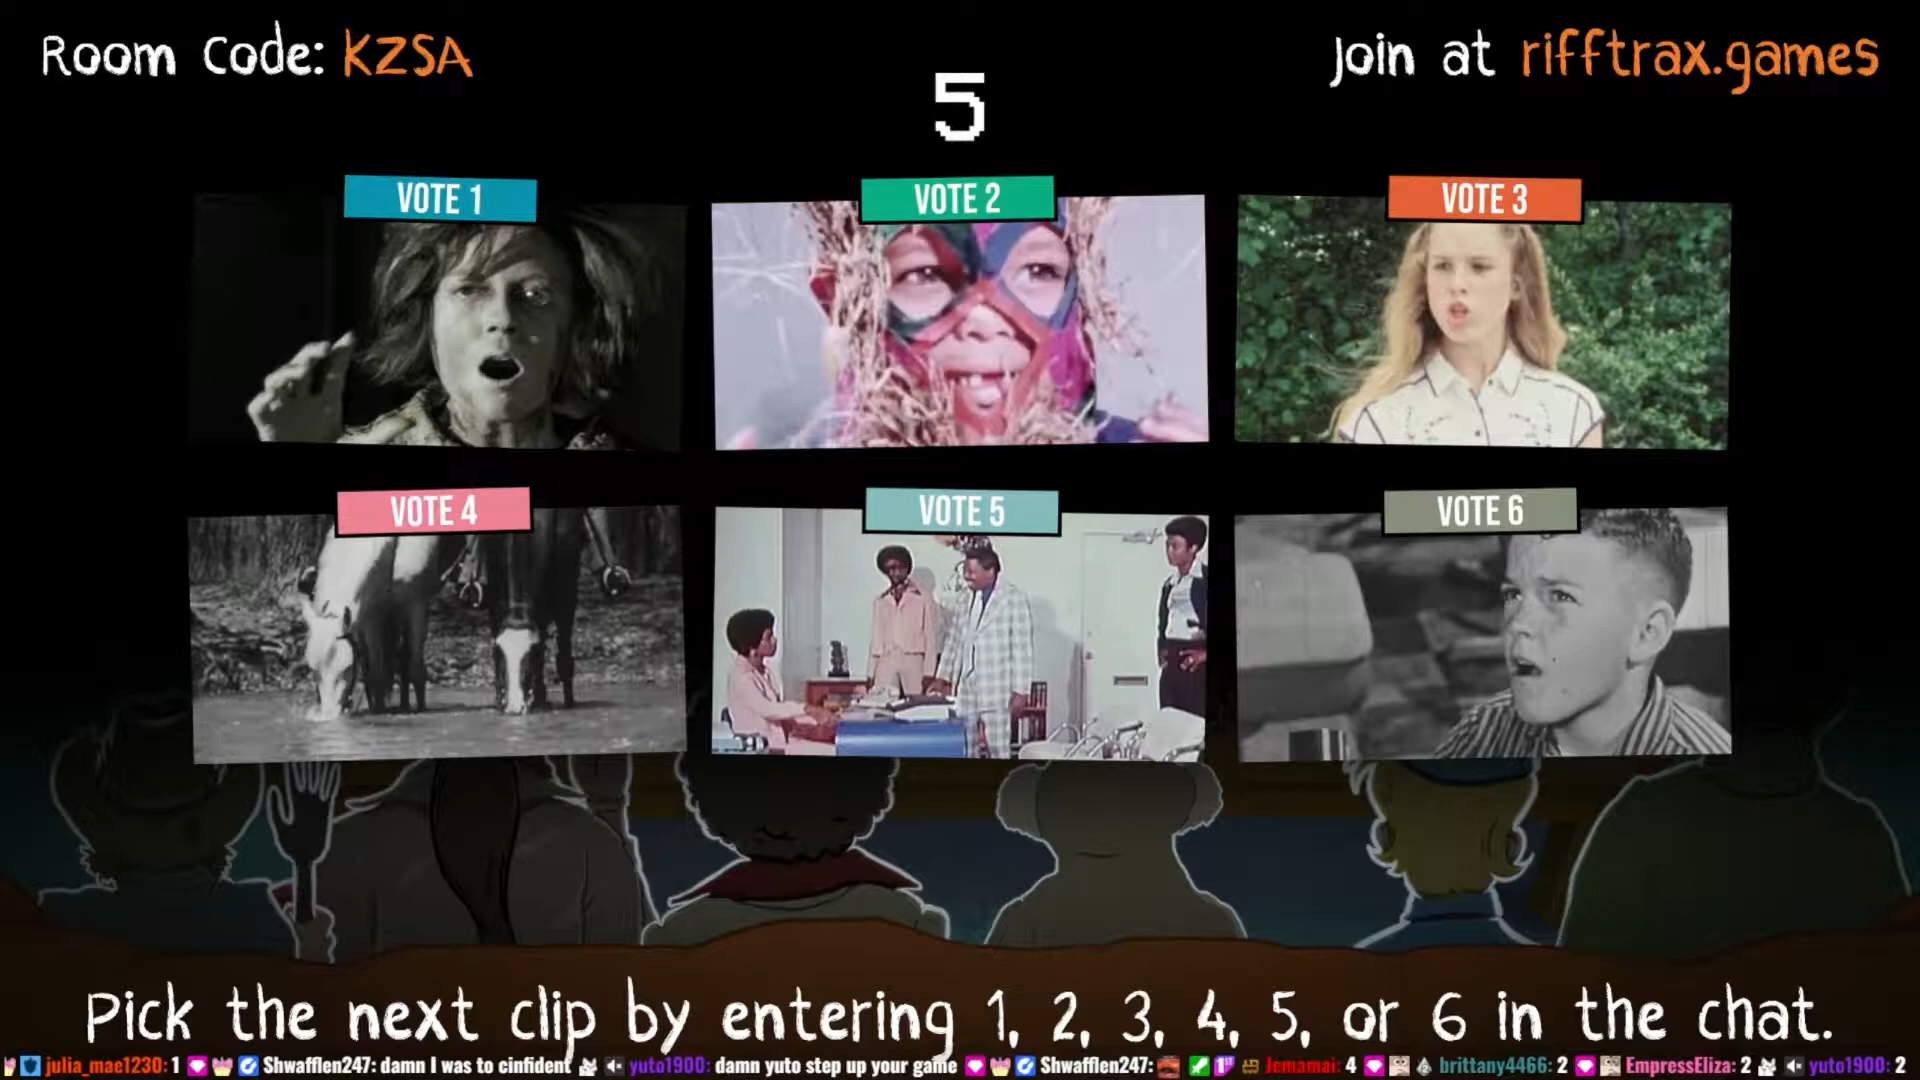 Room Code: KZSA
Join at rifftrax.games
5
VOTE 1
VOTE 2
VOTE 3
VOTE 4
VOTE 5
VOTE 6
Pick the next clip by entering 1, 2, 3, 4, 5, or 6 in the chat.
julia_mae1230: 1 Shwafflen247: damn I was to cinfident yuto1900: damn yuto step up your game Shwafflen247: Jcmamai: 4 brittany4466: 2 EmpressEliza: 2 yuto1900: 2